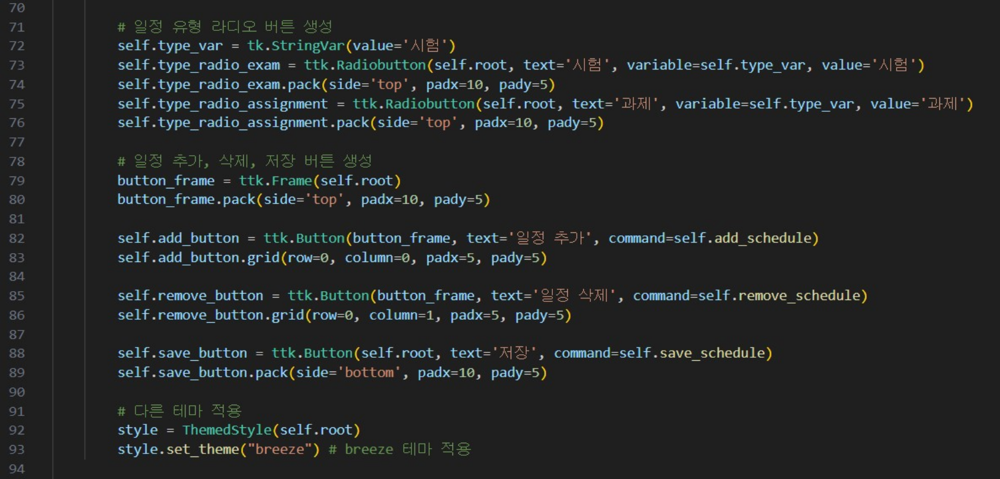 70
71 # 일정 유형 라디오 버튼 생성
72 self.type_var = tk.StringVar(value='시험')
73 self.type_radio_exam = ttk.Radiobutton(self.root, text='시험', variable=self.type_var, value='시험')
74 self.type_radio_exam.pack(side='top', padx=10, pady=5)
75 self.type_radio_assignment = ttk.Radiobutton(self.root, text='과제', variable=self.type_var, value='과제')
76 self.type_radio_assignment.pack(side='top', padx=10, pady=5)
77
78 # 일정 추가, 삭제, 저장 버튼 생성
79 button_frame = ttk.Frame(self.root)
80 button_frame.pack(side='top', padx=10, pady=5)
81
82 self.add_button = ttk.Button(button_frame, text='일정 추가', command=self.add_schedule)
83 self.add_button.grid(row=0, column=0, padx=5, pady=5)
84
85 self.remove_button = ttk.Button(button_frame, text='일정 삭제', command=self.remove_schedule)
86 self.remove_button.grid(row=0, column=1, padx=5, pady=5)
87
88 self.save_button = ttk.Button(self.root, text='저장', command=self.save_schedule)
89 self.save_button.pack(side='bottom', padx=10, pady=5)
90
91 # 다른 테마 적용
92 style = ThemedStyle(self.root)
93 style.set_theme("breeze") # breeze 테마 적용
94